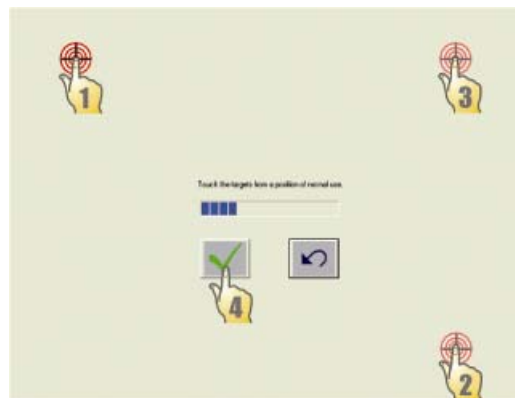 1
3
Touch the targets from a position of normal use.
4
2